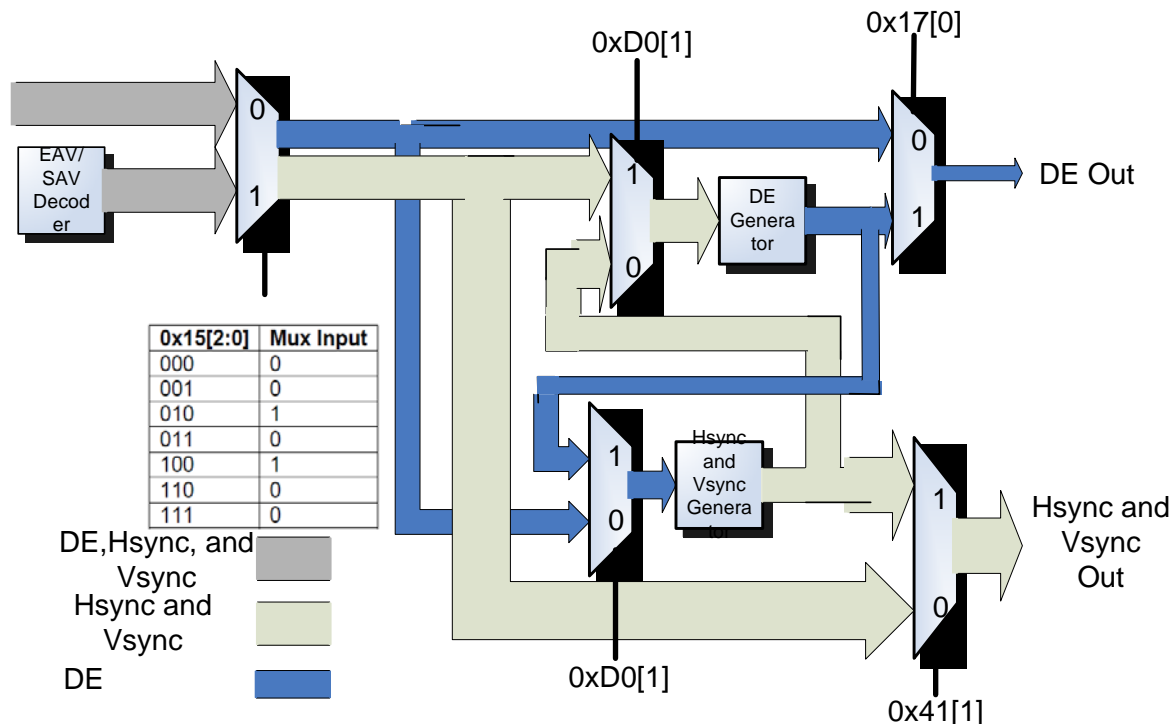 0xD0[1]
0x17[0]
0
1
EAV/
SAV
Decod
er
1
0
DE
Genera
tor
0
1
DE Out
0x15[2:0] Mux Input
000 0
001 0
010 1
011 0
100 1
110 0
111 0
1
0
Hsync
and
Vsync
Genera
tor
1
0
Hsync and
Vsync
Out
DE,Hsync, and
Vsync
Hsync and
Vsync
DE
0xD0[1]
0x41[1]